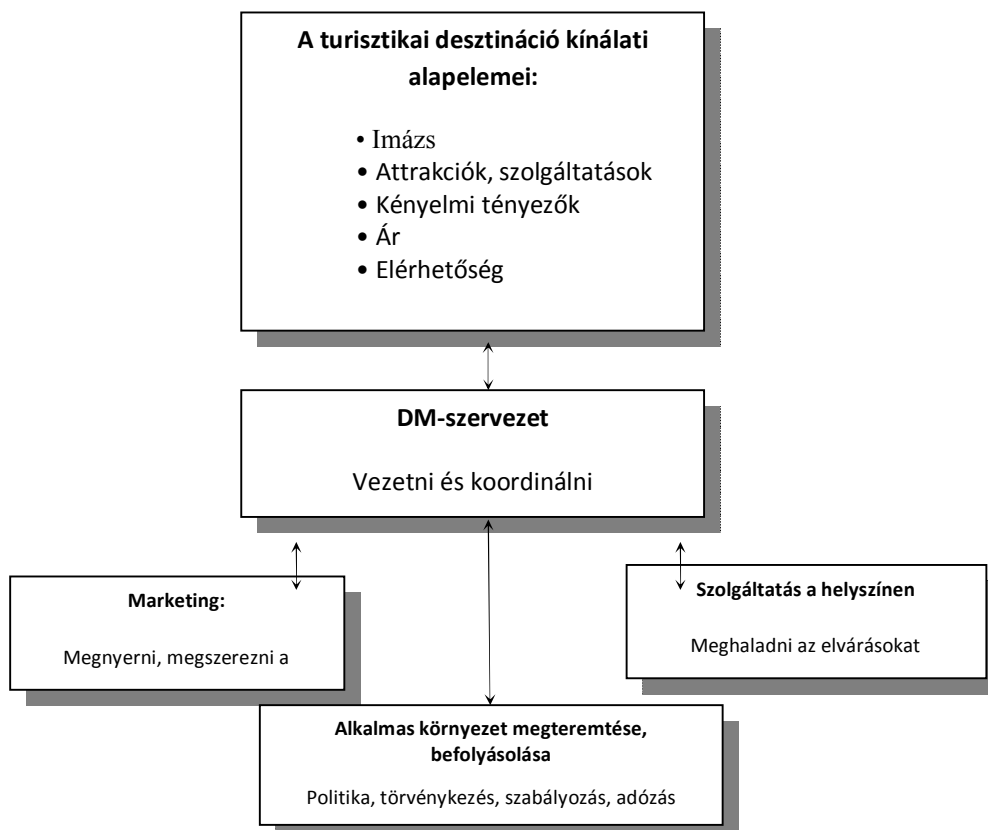 A turisztikai desztináció kínálati
alapelemei:
• Imázs
• Attrakciók, szolgáltatások
• Kényelmi tényezők
• Ár
• Elérhetőség
DM-szervezet
Vezetni és koordinálni
Marketing:
Megnyerni, megszerezni a
Szolgáltatás a helyszínen
Meghaladni az elvárásokat
Alkalmas környezet megteremtése,
befolyásolása
Politika, törvénykezés, szabályozás, adózás